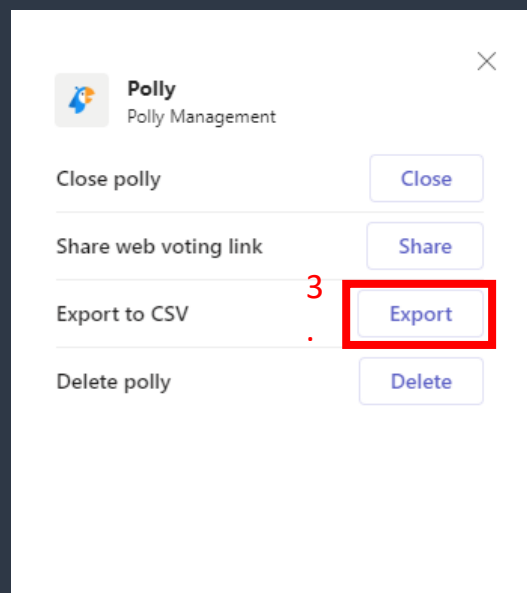 Polly
Polly Management
Close polly Close
Share web voting link Share
3
.
Export to CSV Export
Delete polly Delete